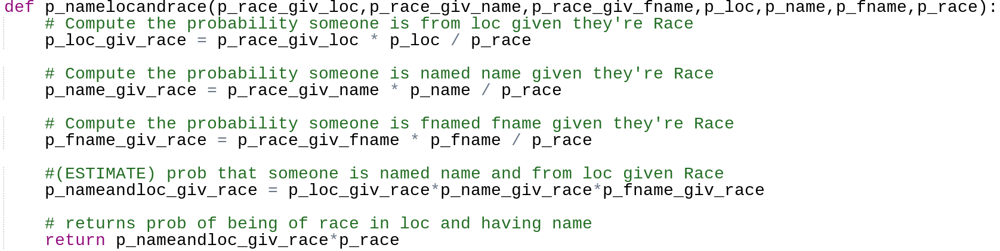 def p_namelocandrace(p_race_giv_loc,p_race_giv_name,p_race_giv_fname,p_loc,p_name,p_fname,p_race):
# Compute the probability someone is from loc given they're Race
p_loc_giv_race = p_race_giv_loc * p_loc / p_race
# Compute the probability someone is named name given they're Race
p_name_giv_race = p_race_giv_name * p_name / p_race
# Compute the probability someone is fnamed fname given they're Race
p_fname_giv_race = p_race_giv_fname * p_fname / p_race
#(ESTIMATE) prob that someone is named name and from loc given Race
p_nameandloc_giv_race = p_loc_giv_race*p_name_giv_race*p_fname_giv_race
# returns prob of being of race in loc and having name
return p_nameandloc_giv_race*p_race